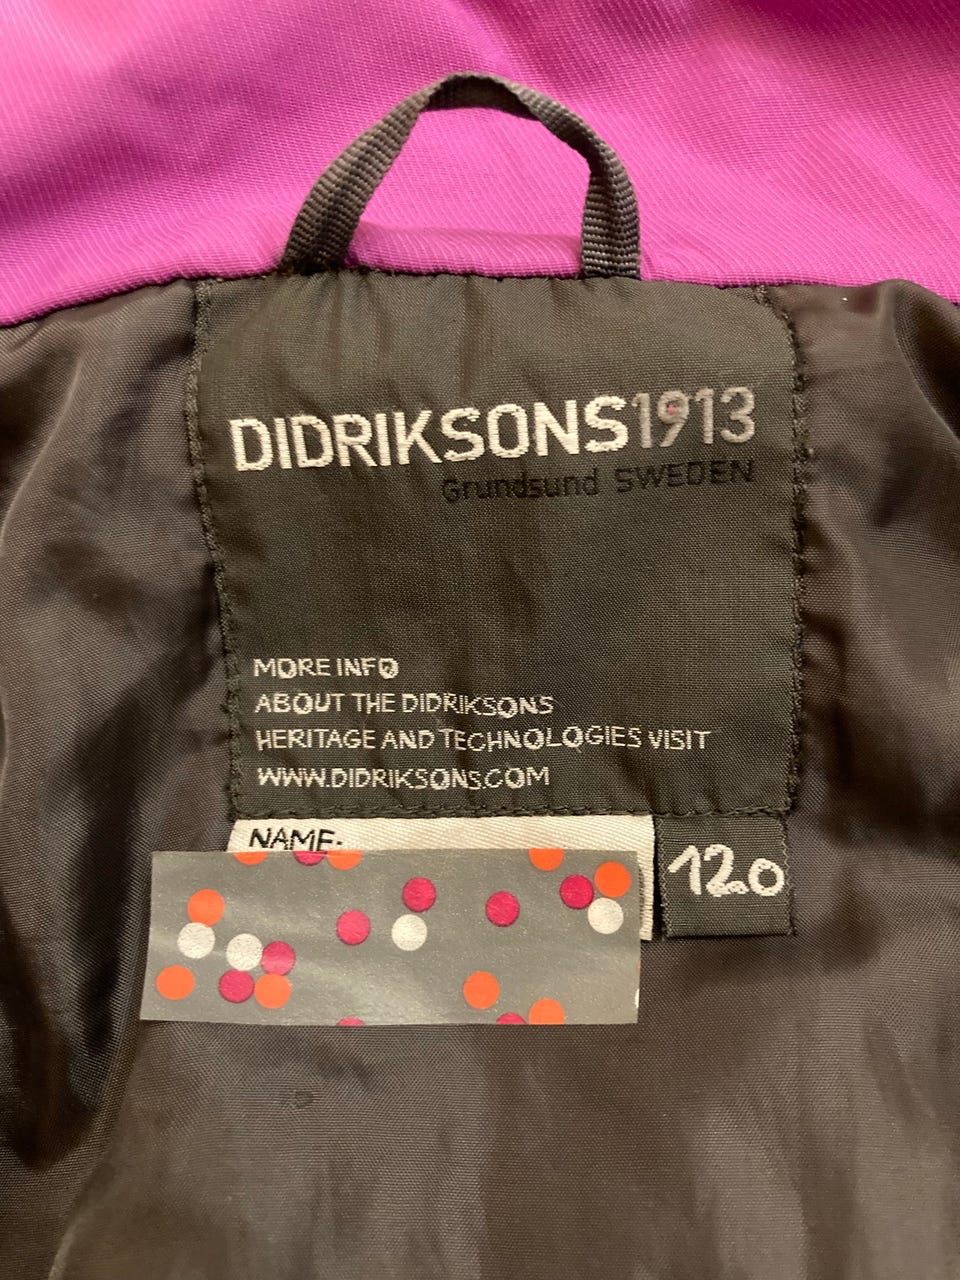 DIDRIKSONS1913
Grundsund SWEDEN
MORE INFO
ABOUT THE DIDRIKSONS
HERITAGE AND TECHNOLOGIES VISIT
WWW.DIDRIKSONS.COM
NAME:
120